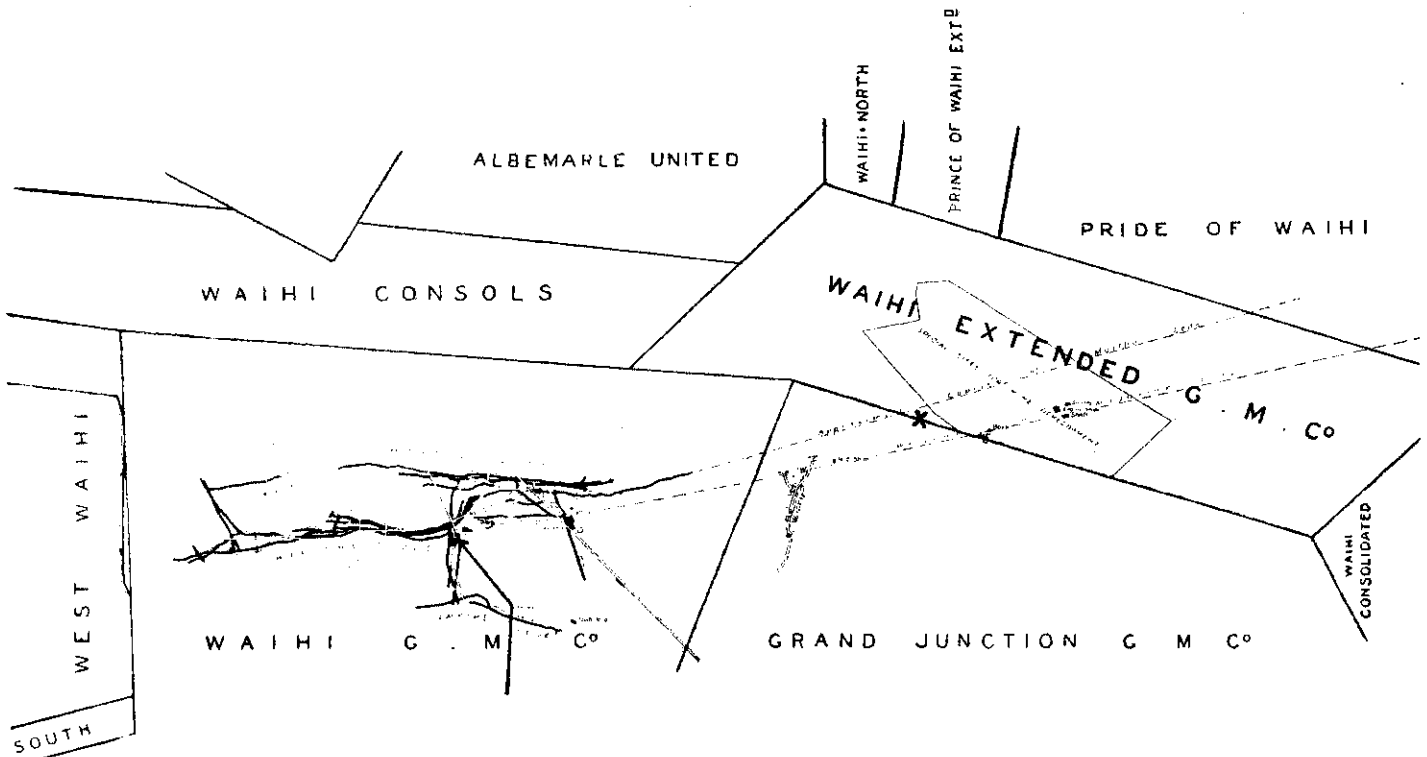 WAIHI NORTH
PRINCE OF WAIHI EXTD
ALBEMARLE UNITED
PRIDE OF WAIHI
WAIHI CONSOLS
WAIHI EXTENDED G. M. Co
WEST WAIHI
WAIHI CONSOLIDATED
WAIHI G. M Co
GRAND JUNCTION G M Co
SOUTH